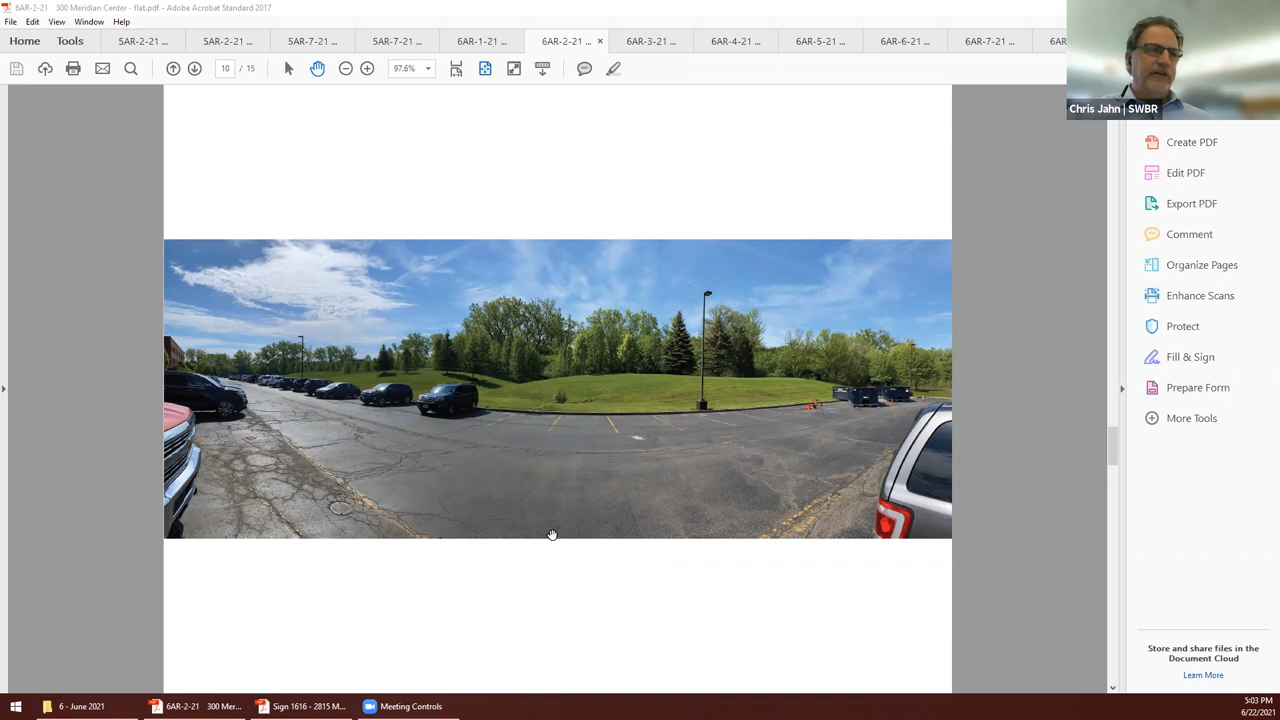 6AR-2-21 300 Meridian Center - flat.pdf - Adobe Acrobat Standard 2017
File Edit View Window Help
Home Tools 5AR-2-21 ... 5AR-2-21 ... 5AR-7-21 ... 5AR-7-21 ... 6AR-1-21 ... 6AR-2-21 ... × 6AR-3-21 ... 6AR-4-21 ... 6AR-5-21 ... 6AR-6-21 ... 6AR-7-21 ... 6A
10 / 15 97.6%
Chris Jahn | SWBR
Create PDF
Edit PDF
Export PDF
Comment
Organize Pages
Enhance Scans
Protect
Fill & Sign
Prepare Form
More Tools
Store and share files in the
Document Cloud
Learn More
6 - June 2021 6AR-2-21 300 Mer... Sign 1616 - 2815 M... Meeting Controls
5:03 PM
6/22/2021